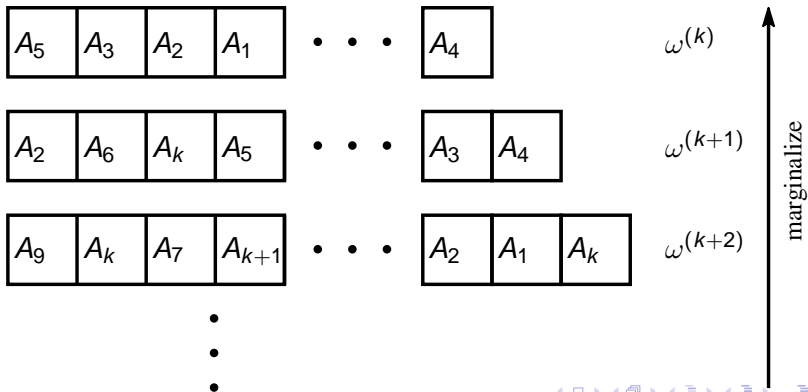 A₅ A₃ A₂ A₁ • • • A₄ ω⁽ᵏ⁾
A₂ A₆ Aₖ A₅ • • • A₃ A₄ ω⁽ᵏ⁺¹⁾
A₉ Aₖ A₇ Aₖ₊₁ • • • A₂ A₁ Aₖ ω⁽ᵏ⁺²⁾
marginalize